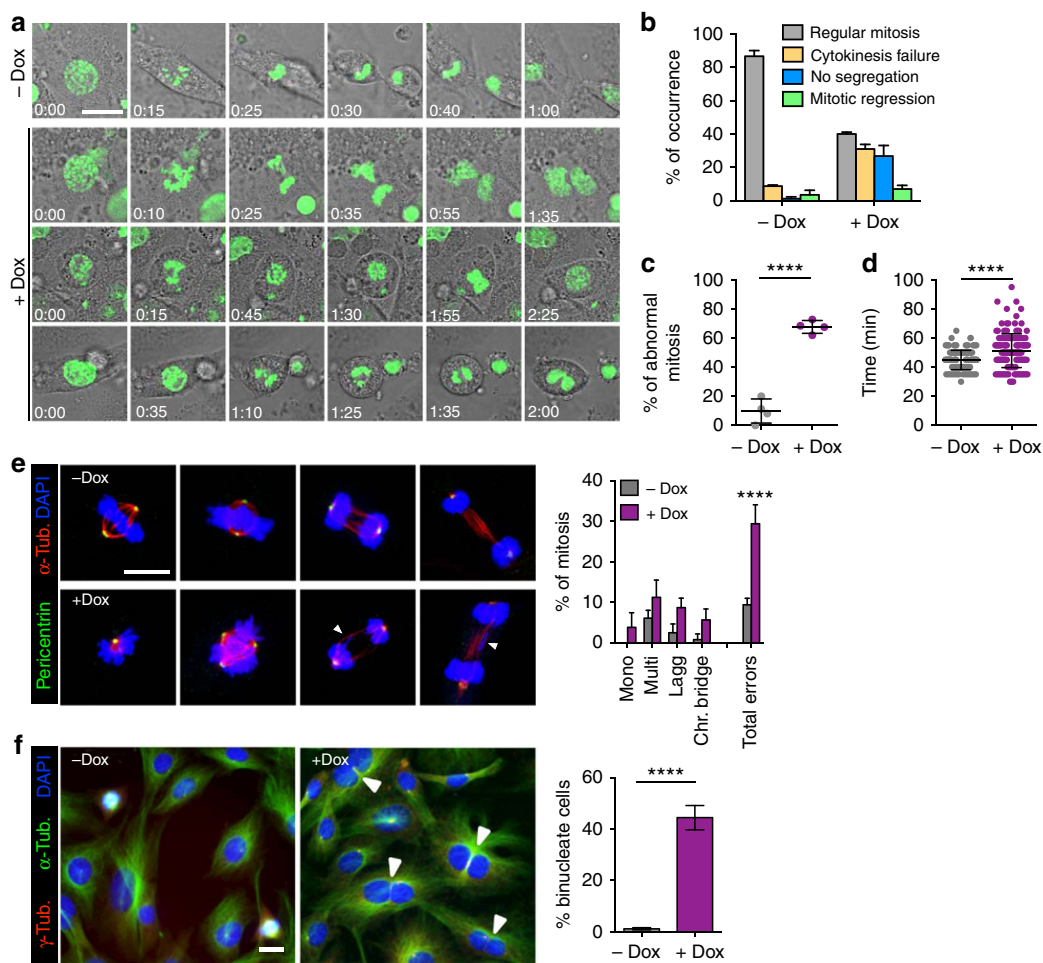 a
– Dox
0:00
0:15
0:25
0:30
0:40
1:00
+ Dox
0:00
0:10
0:25
0:35
0:55
1:35
0:00
0:15
0:45
1:30
1:55
2:25
0:00
0:35
1:10
1:25
1:35
2:00
b
% of occurrence
100
80
60
40
20
0
Regular mitosis
Cytokinesis failure
No segregation
Mitotic regression
– Dox
+ Dox
c
% of abnormal
mitosis
100
80
60
40
20
0
****
– Dox
+ Dox
d
Time (min)
100
80
60
40
20
0
****
– Dox
+ Dox
e
Pericentrin
α-Tub. DAPI
–Dox
+Dox
% of mitosis
40
30
20
10
0
– Dox
+ Dox
****
Mono
Multi
Lagg
Chr. bridge
Total errors
f
γ-Tub. α-Tub. DAPI
–Dox
+Dox
% binucleate cells
60
40
20
0
****
– Dox
+ Dox